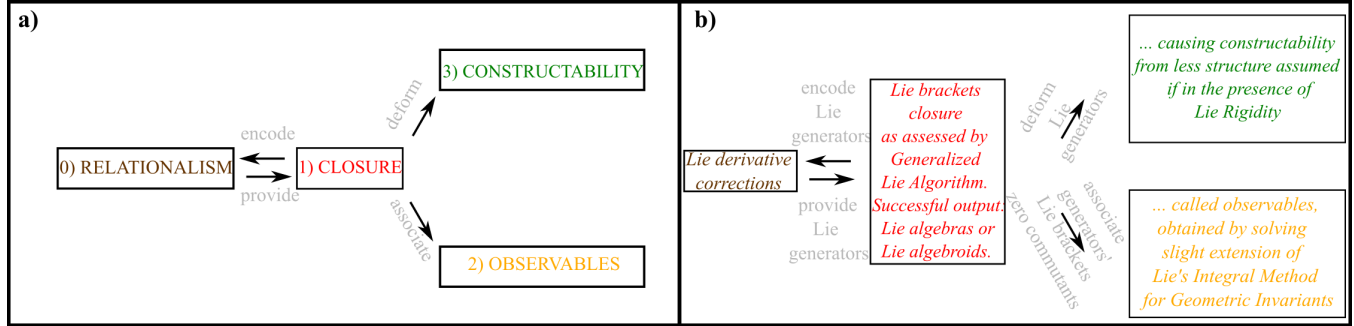 a)
3) CONSTRUCTABILITY
deform
encode
0) RELATIONALISM
1) CLOSURE
provide
associate
2) OBSERVABLES
b)
encode
Lie
generators
Lie derivative
corrections
provide
Lie
generators
Lie brackets
closure
as assessed by
Generalized
Lie Algorithm.
Successful output:
Lie algebras or
Lie algebroids.
deform
Lie
generators
... causing constructability
from less structure assumed
if in the presence of
Lie Rigidity
associate
generators'
Lie brackets
zero commutants
... called observables,
obtained by solving
slight extension of
Lie's Integral Method
for Geometric Invariants